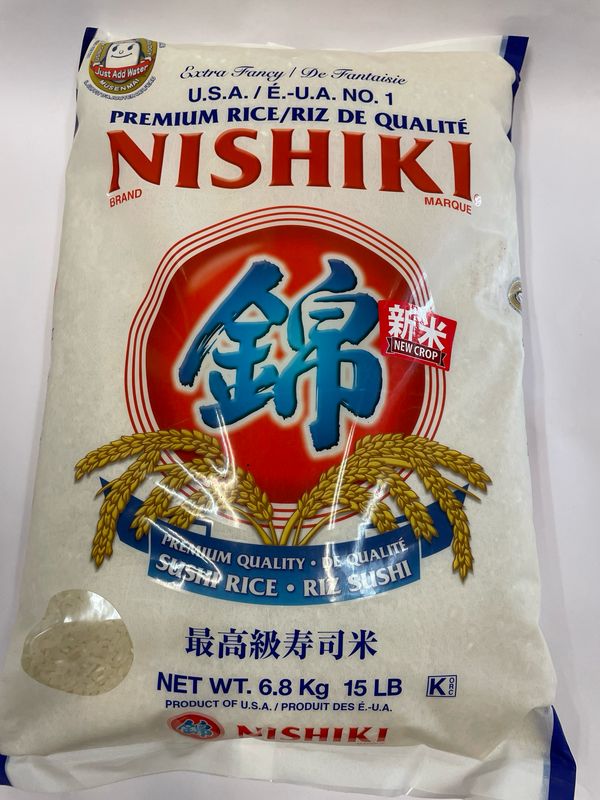 Just Add Water
MUSENMAI
Extra Fancy / De Fantaisie
U.S.A. / É.-U.A. NO. 1
PREMIUM RICE/RIZ DE QUALITÉ
NISHIKI
BRAND
MARQUE
錦
新米
NEW CROP
PREMIUM QUALITY • DE QUALITÉ
SUSHI RICE • RIZ SUSHI
最高級寿司米
NET WT. 6.8 Kg 15 LB
K ORC
PRODUCT OF U.S.A. / PRODUIT DES É.-U.A.
錦 NISHIKI